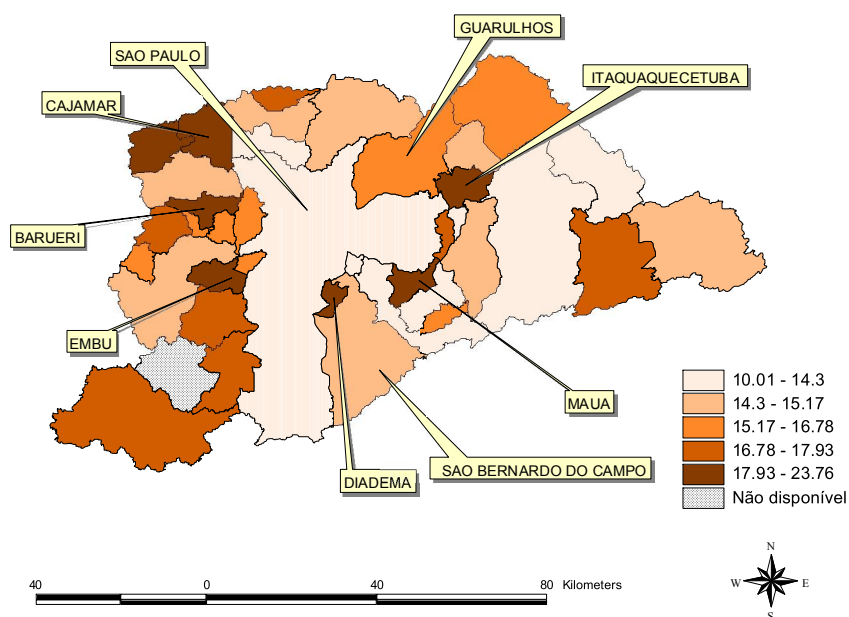 GUARULHOS
SAO PAULO
ITAQUAQUECETUBA
CAJAMAR
BARUERI
EMBU
MAUA
SAO BERNARDO DO CAMPO
DIADEMA
10.01 - 14.3
14.3 - 15.17
15.17 - 16.78
16.78 - 17.93
17.93 - 23.76
Não disponível
40 0 40 80 Kilometers
N
W E
S